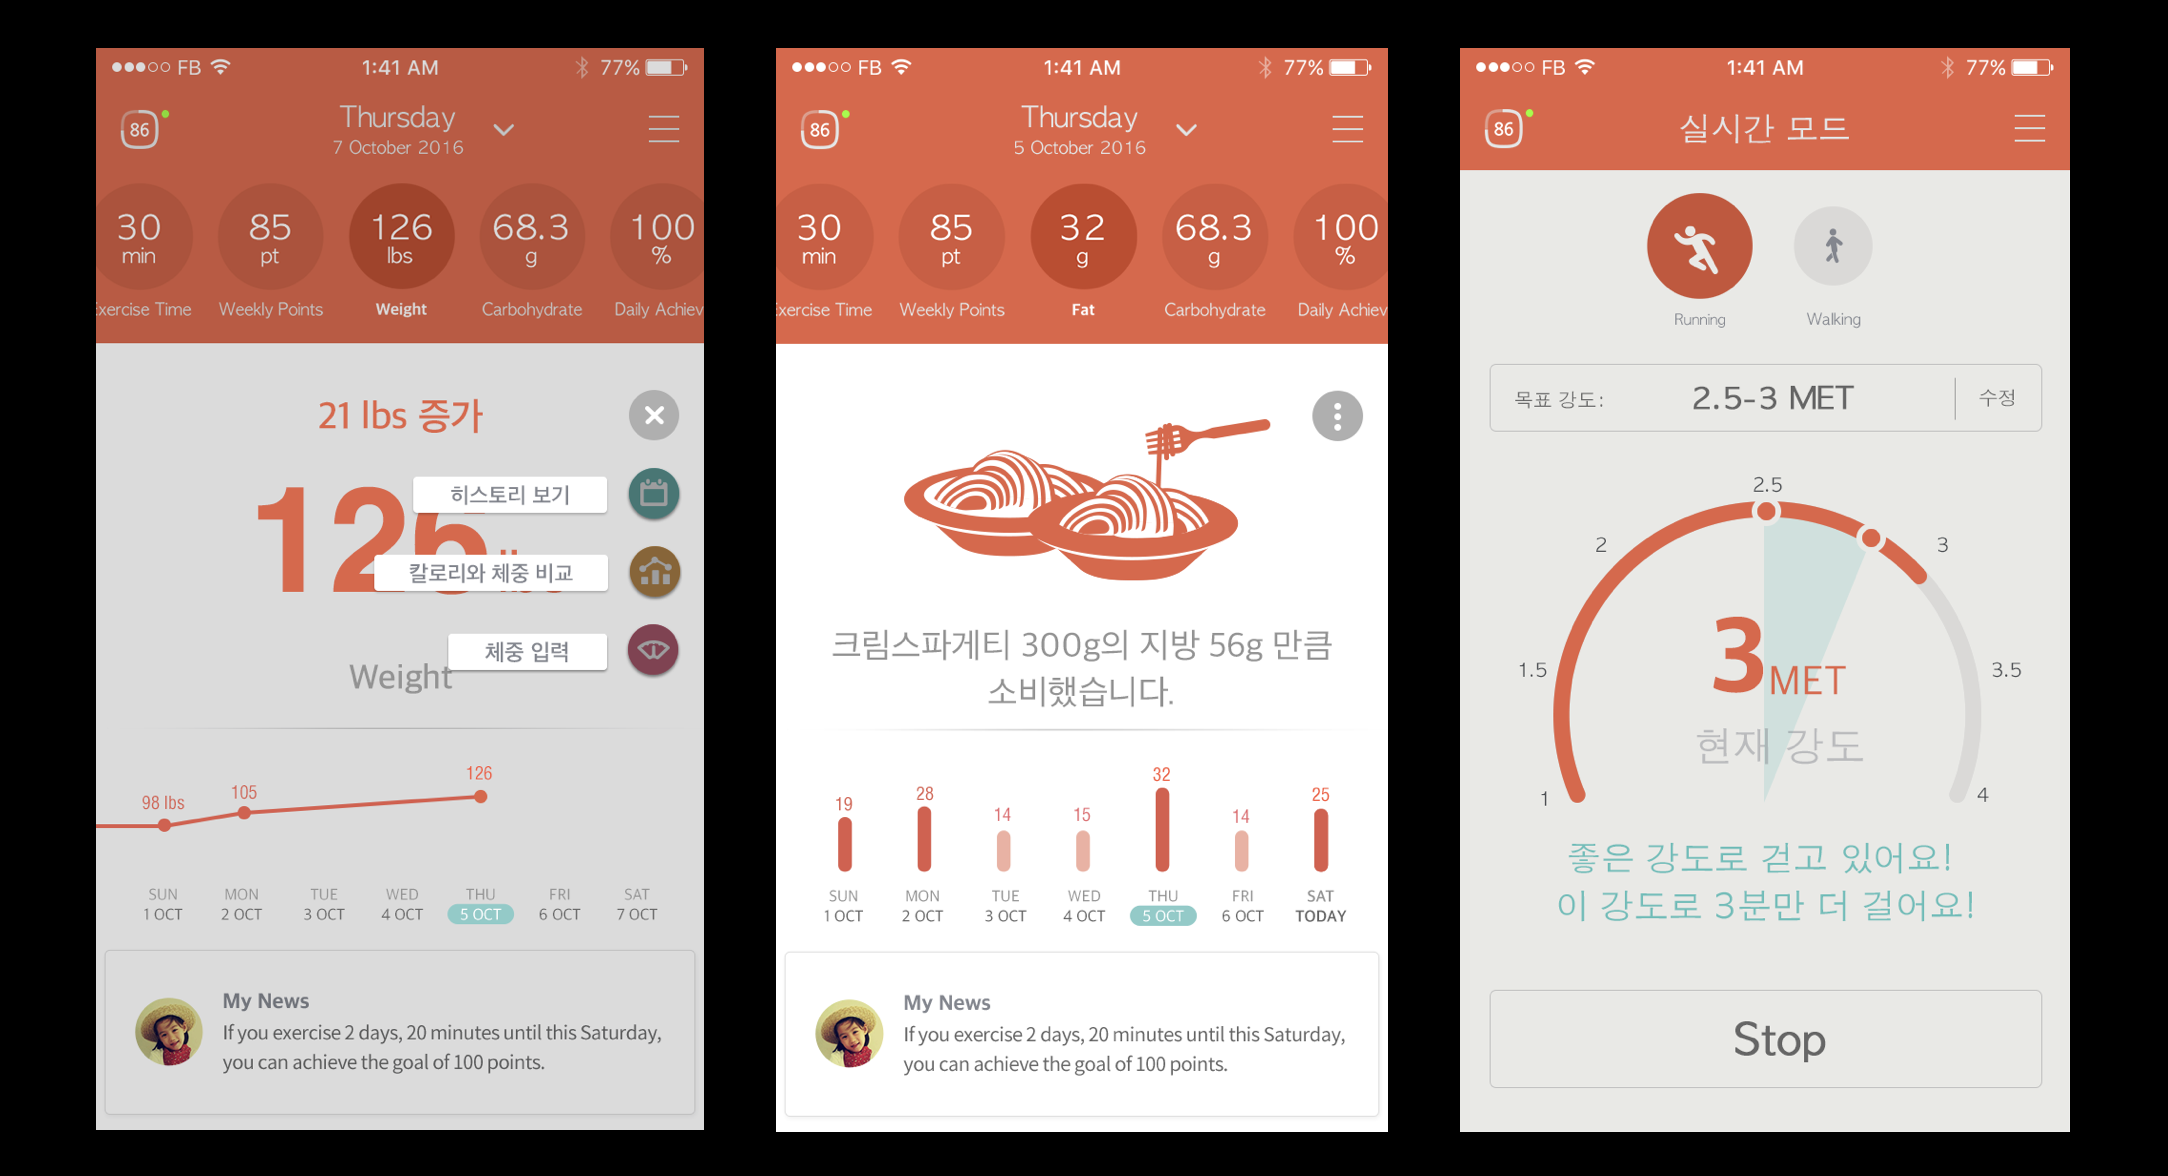 FB
1:41 AM
77%
86
Thursday
7 October 2016
30 min
85 pt
126 lbs
68.3 g
100 %
xercise Time
Weekly Points
Weight
Carbohydrate
Daily Achiev
21 lbs 증가
126 lbs
히스토리 보기
칼로리와 체중 비교
체중 입력
Weight
98 lbs
105
126
SUN
MON
TUE
WED
THU
FRI
SAT
1 OCT
2 OCT
3 OCT
4 OCT
5 OCT
6 OCT
7 OCT
My News
If you exercise 2 days, 20 minutes until this Saturday,
you can achieve the goal of 100 points.
FB
1:41 AM
77%
86
Thursday
5 October 2016
30 min
85 pt
32 g
68.3 g
100 %
xercise Time
Weekly Points
Fat
Carbohydrate
Daily Achiev
크림스파게티 300g의 지방 56g 만큼
소비했습니다.
19
28
14
15
32
14
25
SUN
MON
TUE
WED
THU
FRI
SAT
1 OCT
2 OCT
3 OCT
4 OCT
5 OCT
6 OCT
TODAY
My News
If you exercise 2 days, 20 minutes until this Saturday,
you can achieve the goal of 100 points.
FB
1:41 AM
77%
86
실시간 모드
Running
Walking
목표 강도:
2.5-3 MET
수정
1
1.5
2
2.5
3
3.5
4
3 MET
현재 강도
좋은 강도로 걷고 있어요!
이 강도로 3분만 더 걸어요!
Stop